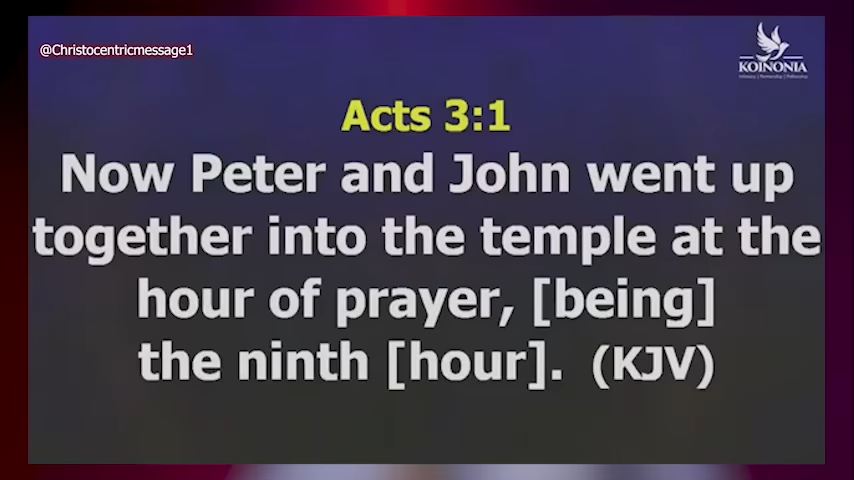 @Christocentricmessage1
KOINONIA
Acts 3:1
Now Peter and John went up
together into the temple at the
hour of prayer, [being]
the ninth [hour]. (KJV)